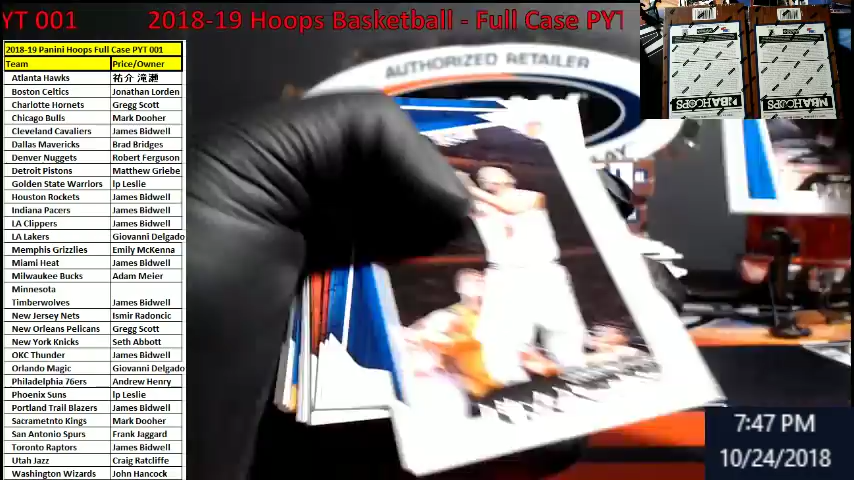 YT 001 2018-19 Hoops Basketball - Full Case PYT
2018-19 Panini Hoops Full Case PYT 001
Team Price/Owner
Atlanta Hawks 祐介 滝瀬
Boston Celtics Jonathan Lorden
Charlotte Hornets Gregg Scott
Chicago Bulls Mark Dooher
Cleveland Cavaliers James Bidwell
Dallas Mavericks Brad Bridges
Denver Nuggets Robert Ferguson
Detroit Pistons Matthew Griebe
Golden State Warriors lp Leslie
Houston Rockets James Bidwell
Indiana Pacers James Bidwell
LA Clippers James Bidwell
LA Lakers Giovanni Delgado
Memphis Grizzlies Emily McKenna
Miami Heat James Bidwell
Milwaukee Bucks Adam Meier
Minnesota
Timberwolves James Bidwell
New Jersey Nets Ismir Radoncic
New Orleans Pelicans Gregg Scott
New York Knicks Seth Abbott
OKC Thunder James Bidwell
Orlando Magic Giovanni Delgado
Philadelphia 76ers Andrew Henry
Phoenix Suns lp Leslie
Portland Trail Blazers James Bidwell
Sacrametnto Kings Mark Dooher
San Antonio Spurs Frank Jaggard
Toronto Raptors James Bidwell
Utah Jazz Craig Ratcliffe
Washington Wizards John Hancock
AUTHORIZED RETAILER
NBA HOOPS
NBA HOOPS
7:47 PM
10/24/2018